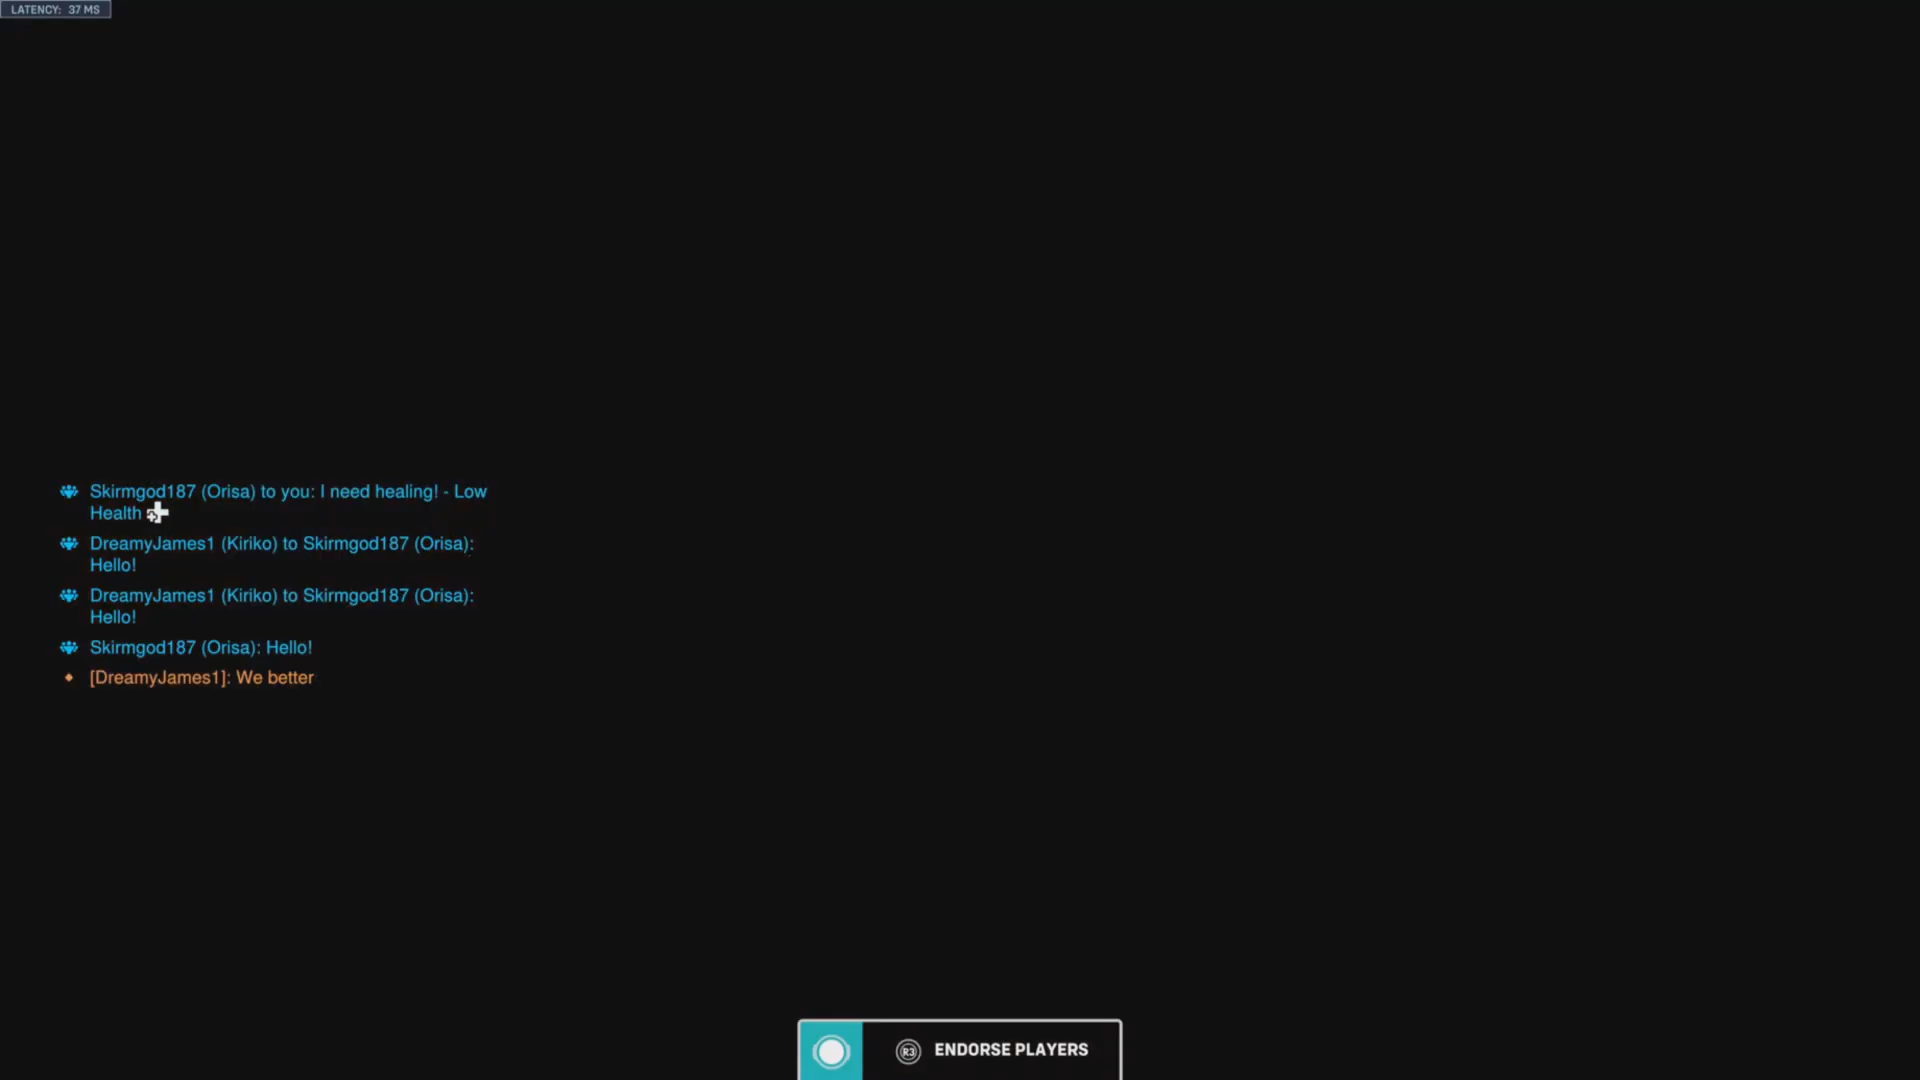 LATENCY: 37 MS
Skirmgod187 (Orisa) to you: I need healing! - Low
Health
DreamyJames1 (Kiriko) to Skirmgod187 (Orisa):
Hello!
DreamyJames1 (Kiriko) to Skirmgod187 (Orisa):
Hello!
Skirmgod187 (Orisa): Hello!
[DreamyJames1]: We better
R3 ENDORSE PLAYERS